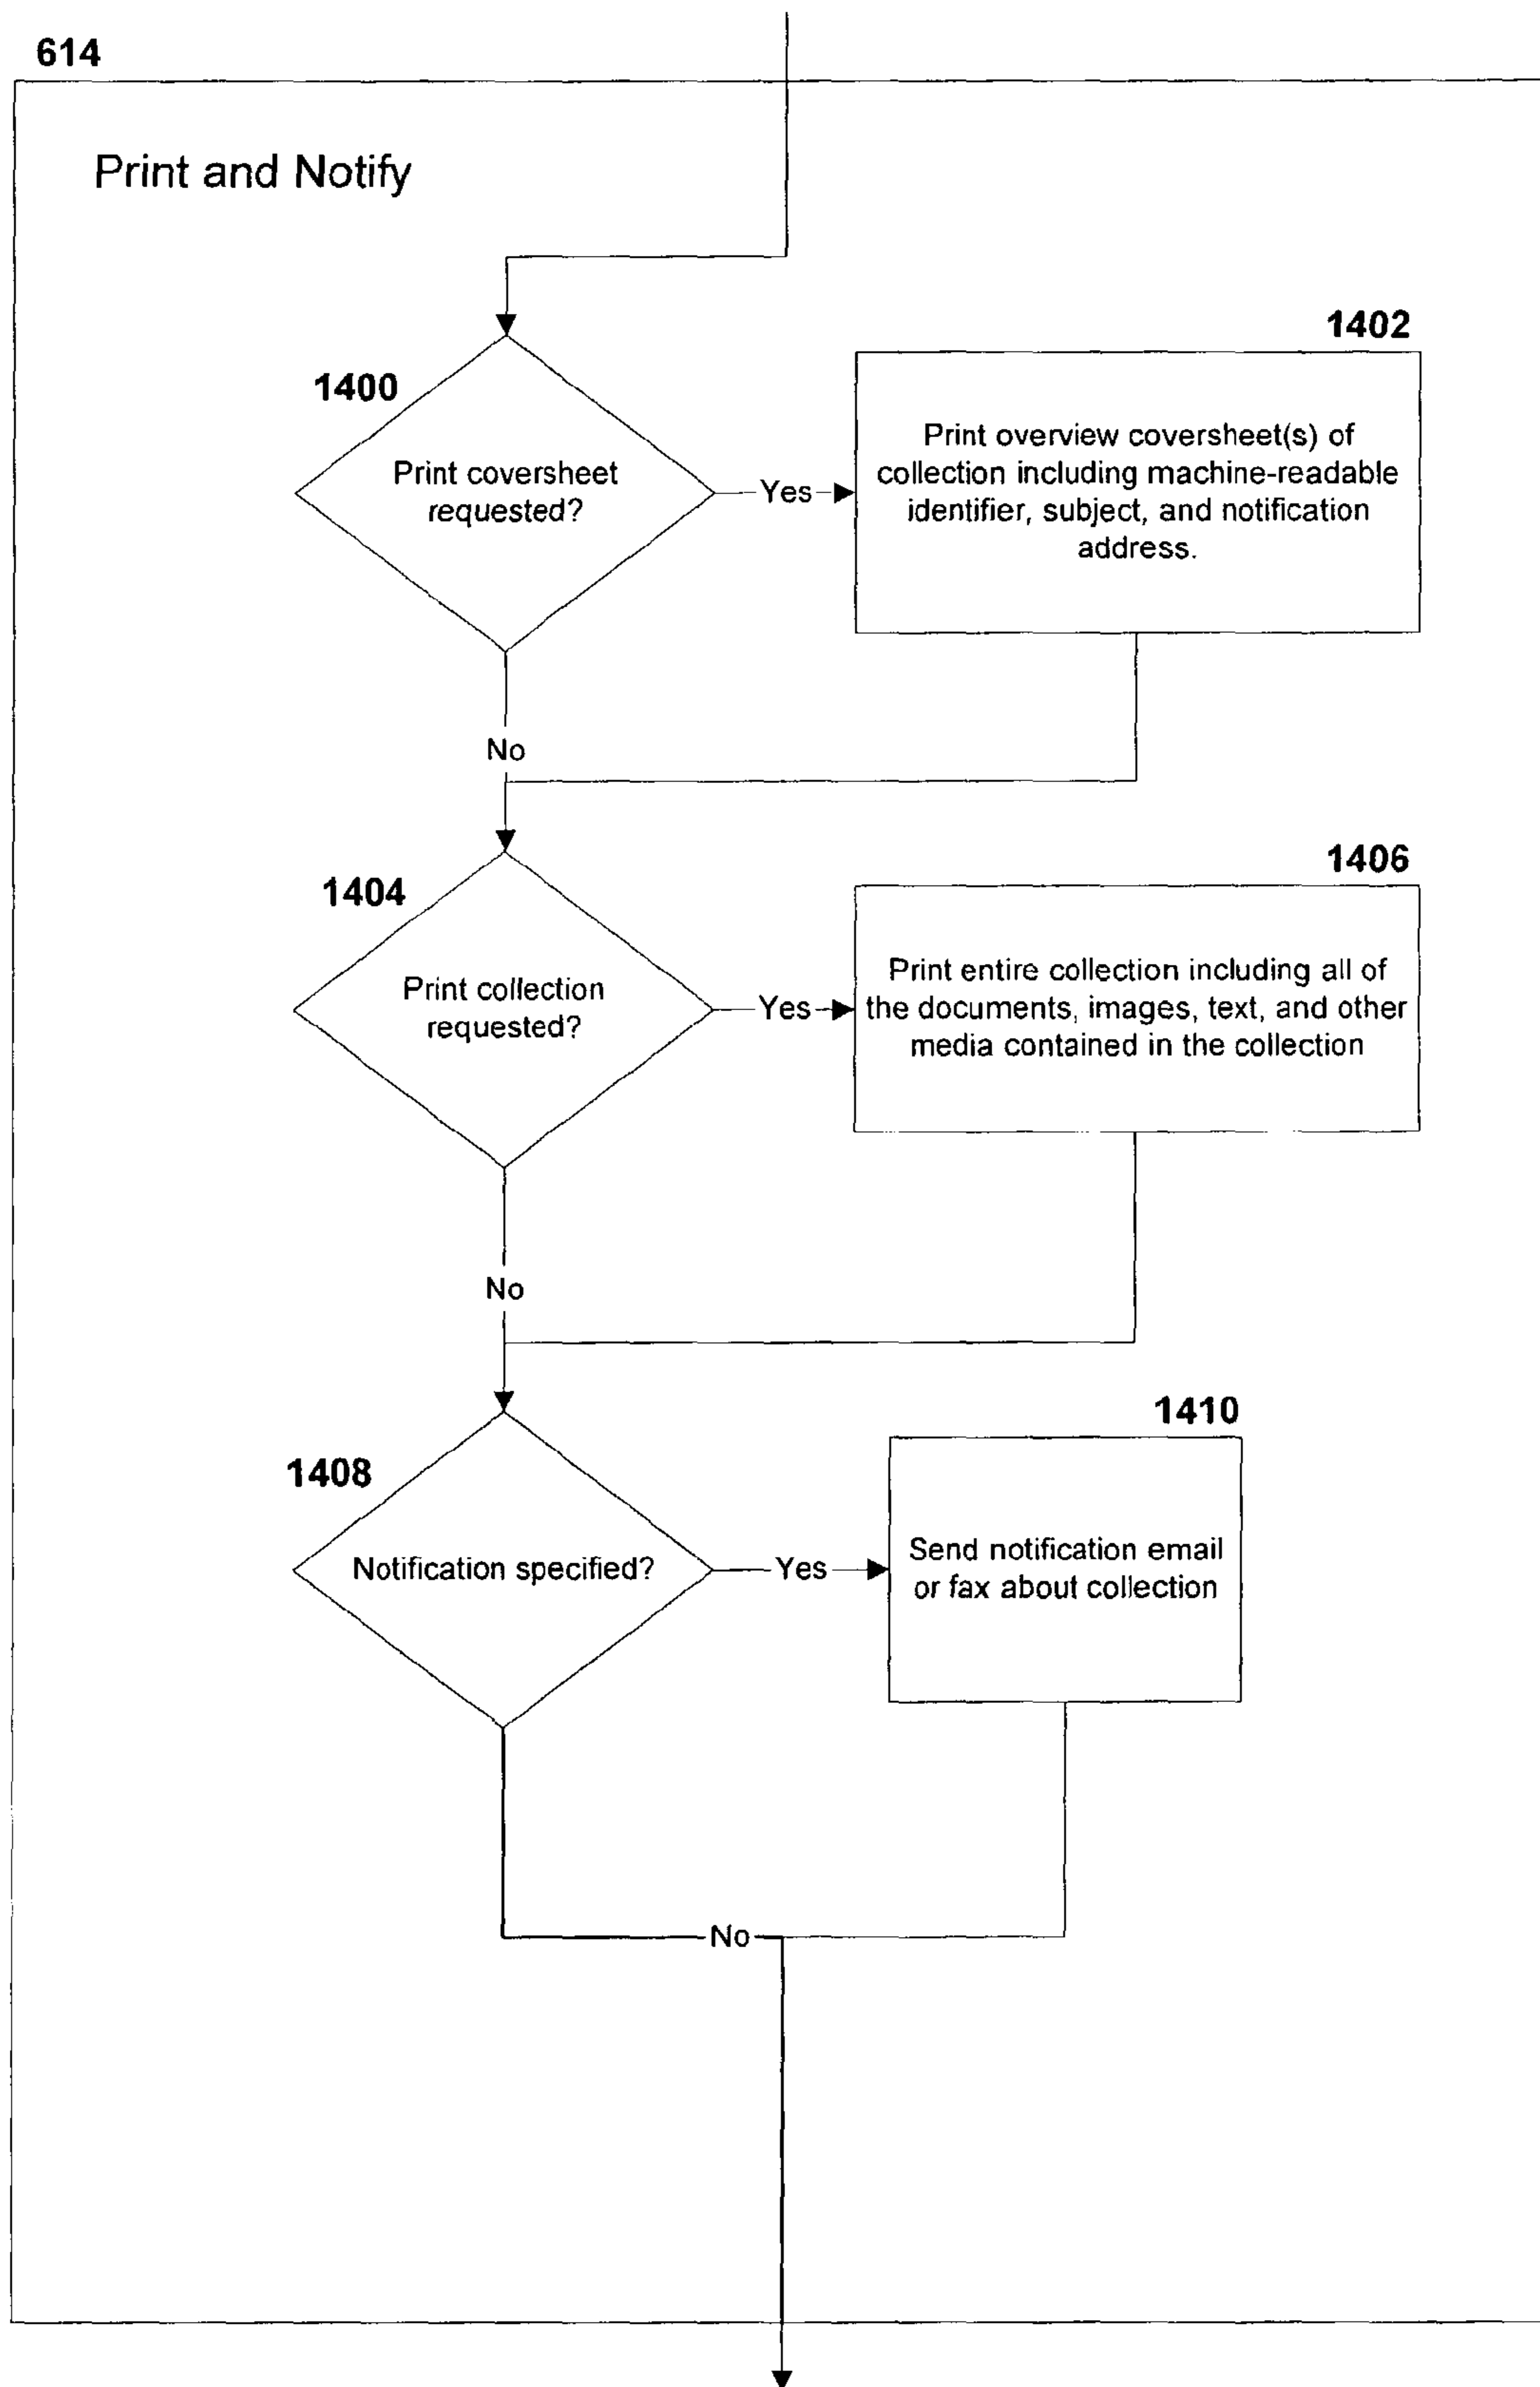 614
Print and Notify
1400
Print coversheet
requested?
Yes
1402
Print overview coversheet(s) of
collection including machine-readable
identifier, subject, and notification
address.
No
1404
Print collection
requested?
Yes
1406
Print entire collection including all of
the documents, images, text, and other
media contained in the collection
No
1408
Notification specified?
Yes
1410
Send notification email
or fax about collection
No